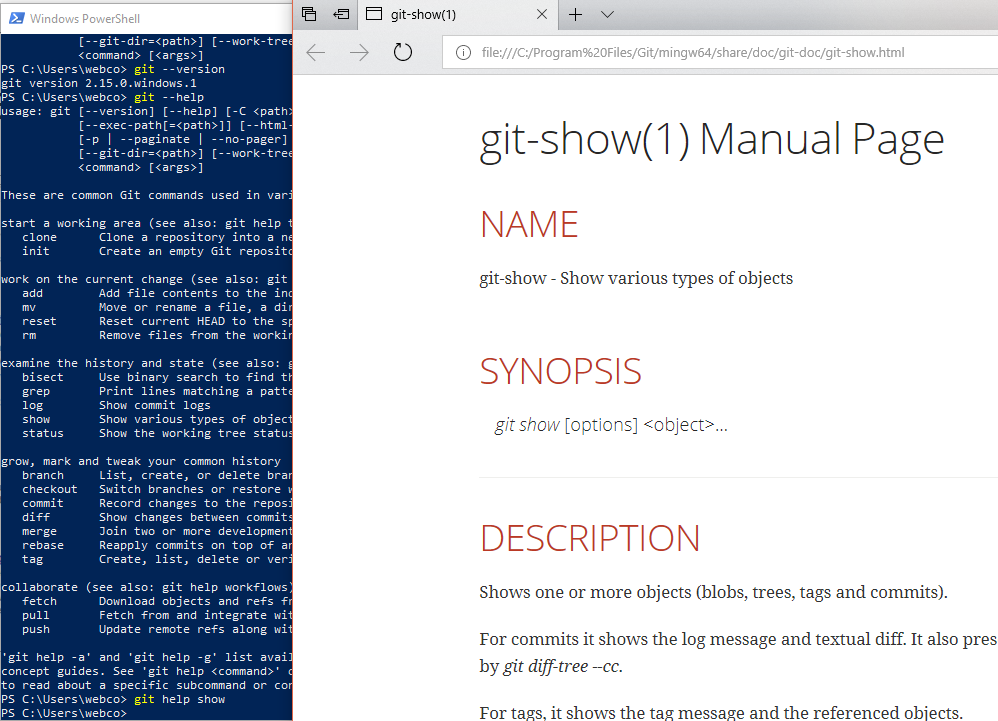 Windows PowerShell
[--git-dir=<path>] [--work-tree
<command> [<args>]
PS C:\Users\webco> git --version
git version 2.15.0.windows.1
PS C:\Users\webco> git --help
usage: git [--version] [--help] [-C <path>
[--exec-path[=<path>]] [--html-
[-p | --paginate | --no-pager]
[--git-dir=<path>] [--work-tree
<command> [<args>]
These are common Git commands used in vari
start a working area (see also: git help t
clone Clone a repository into a ne
init Create an empty Git reposito
work on the current change (see also: git
add Add file contents to the ind
mv Move or rename a file, a dir
reset Reset current HEAD to the sp
rm Remove files from the workin
examine the history and state (see also: g
bisect Use binary search to find th
grep Print lines matching a patte
log Show commit logs
show Show various types of object
status Show the working tree status
grow, mark and tweak your common history
branch List, create, or delete bran
checkout Switch branches or restore w
commit Record changes to the reposi
diff Show changes between commits
merge Join two or more development
rebase Reapply commits on top of an
tag Create, list, delete or veri
collaborate (see also: git help workflows)
fetch Download objects and refs fr
pull Fetch from and integrate wit
push Update remote refs along wit
'git help -a' and 'git help -g' list avail
concept guides. See 'git help <command>' o
to read about a specific subcommand or con
PS C:\Users\webco> git help show
PS C:\Users\webco>
git-show(1)
file:///C:/Program%20Files/Git/mingw64/share/doc/git-doc/git-show.html
git-show(1) Manual Page
NAME
git-show - Show various types of objects
SYNOPSIS
git show [options] <object>...
DESCRIPTION
Shows one or more objects (blobs, trees, tags and commits).
For commits it shows the log message and textual diff. It also pres
by git diff-tree --cc.
For tags, it shows the tag message and the referenced objects.